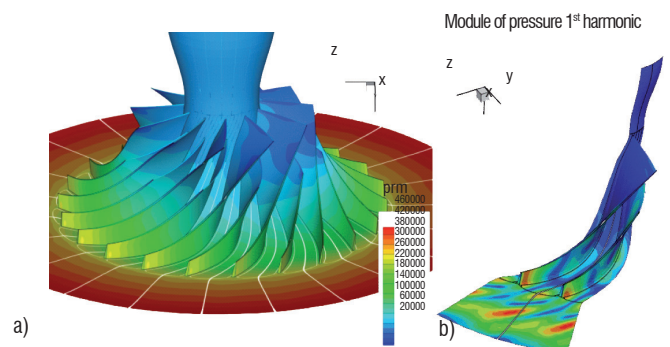 Module of pressure 1st harmonic
z
x
z
y
x
prm
460000
420000
380000
300000
260000
220000
180000
140000
100000
60000
20000
a)
b)